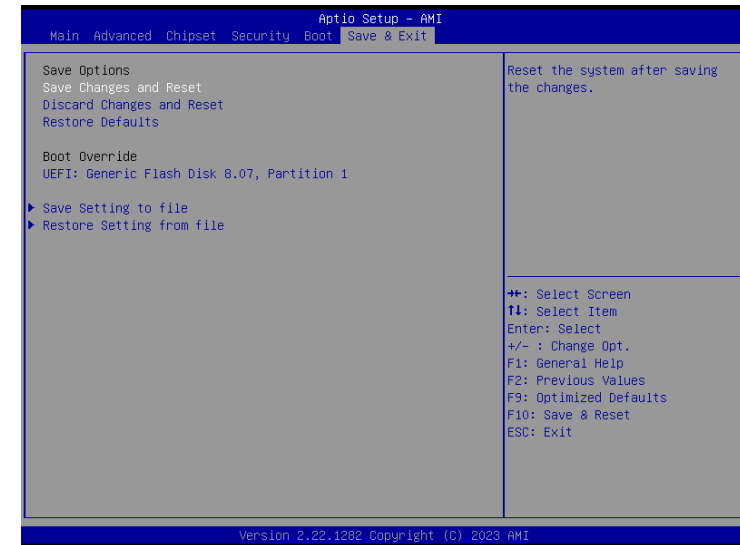 Aptio Setup – AMI
Main Advanced Chipset Security Boot Save & Exit
Save Options
Save Changes and Reset
Discard Changes and Reset
Restore Defaults
Boot Override
UEFI: Generic Flash Disk 8.07, Partition 1
Save Setting to file
Restore Setting from file
Reset the system after saving
the changes.
→←: Select Screen
↑↓: Select Item
Enter: Select
+/– : Change Opt.
F1: General Help
F2: Previous Values
F9: Optimized Defaults
F10: Save & Reset
ESC: Exit
Version 2.22.1282 Copyright (C) 2023 AMI